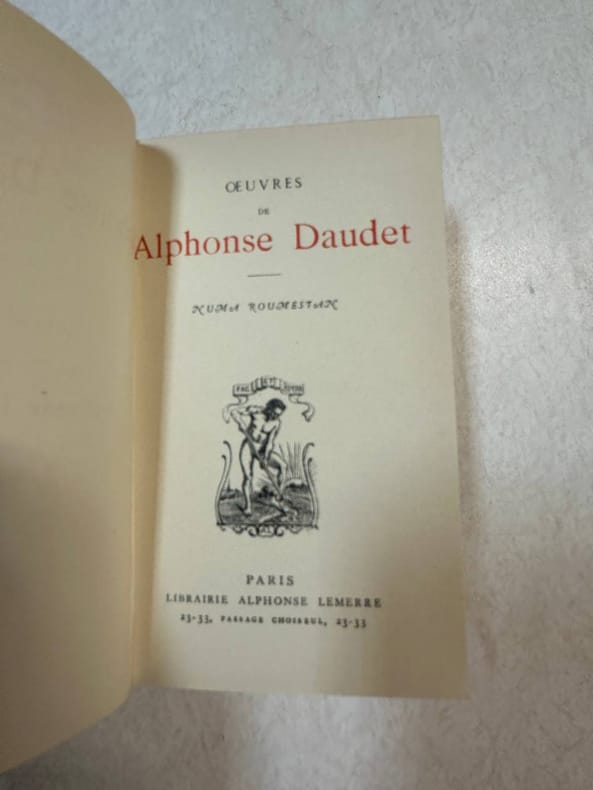 ŒUVRES
DE
Alphonse Daudet
NUMA ROUMESTAN
FAC ET SPERA
PARIS
LIBRAIRIE ALPHONSE LEMERRE
23-33, PASSAGE CHOISEUL, 23-33